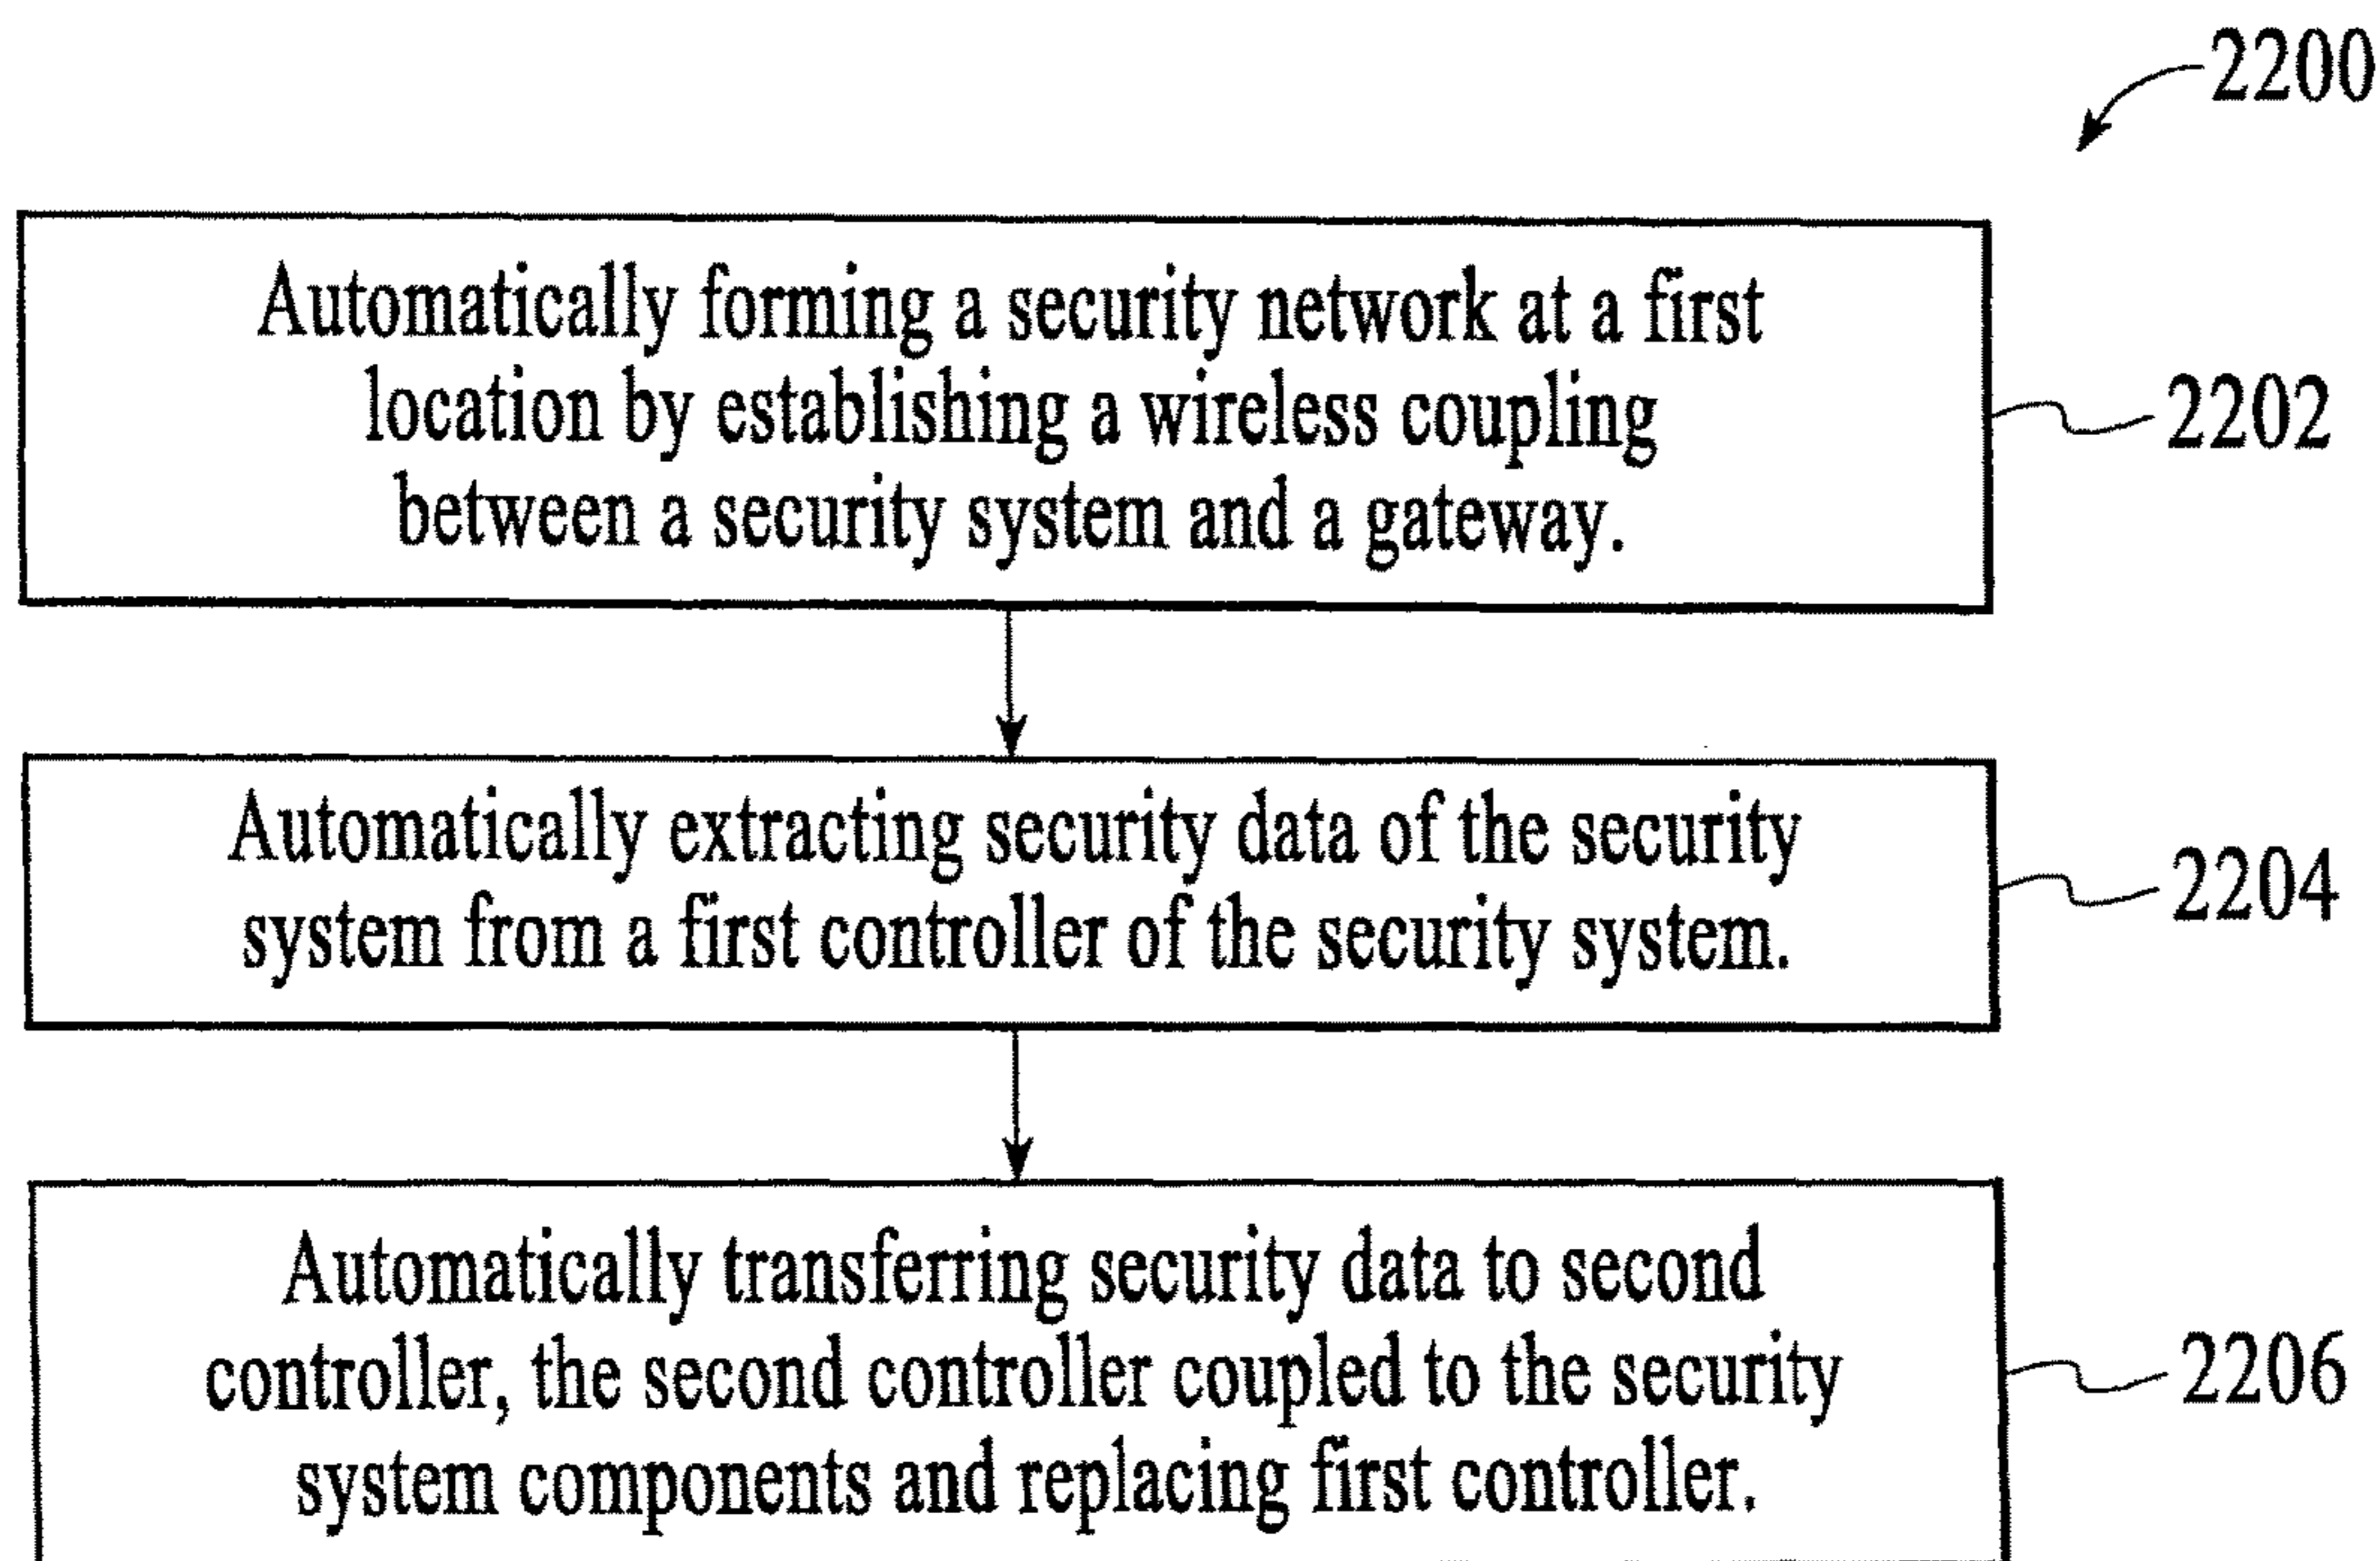 2200
Automatically forming a security network at a first
location by establishing a wireless coupling
between a security system and a gateway.
2202
Automatically extracting security data of the security
system from a first controller of the security system.
2204
Automatically transferring security data to second
controller, the second controller coupled to the security
system components and replacing first controller.
2206